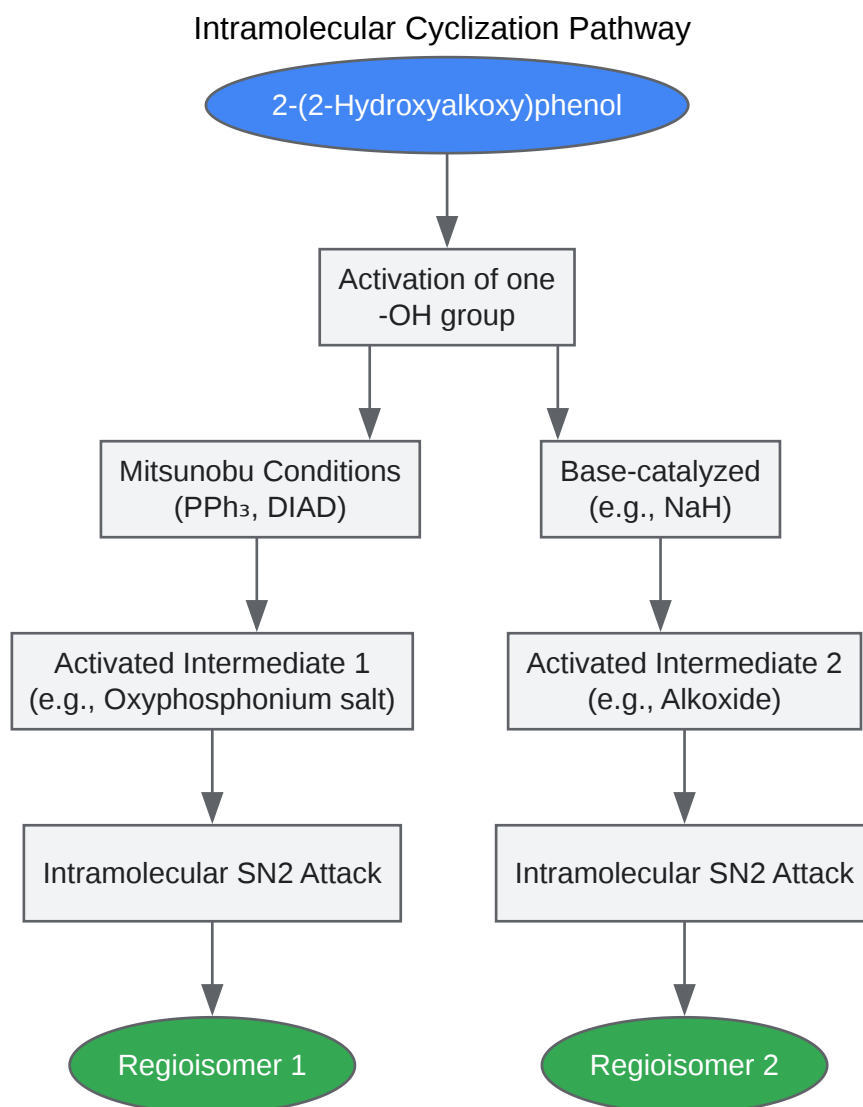 Intramolecular Cyclization Pathway
2-(2-Hydroxyalkoxy)phenol
Activation of one
-OH group
Mitsunobu Conditions
(PPh₃, DIAD)
Base-catalyzed
(e.g., NaH)
Activated Intermediate 1
(e.g., Oxyphosphonium salt)
Activated Intermediate 2
(e.g., Alkoxide)
Intramolecular SN2 Attack
Intramolecular SN2 Attack
Regioisomer 1
Regioisomer 2